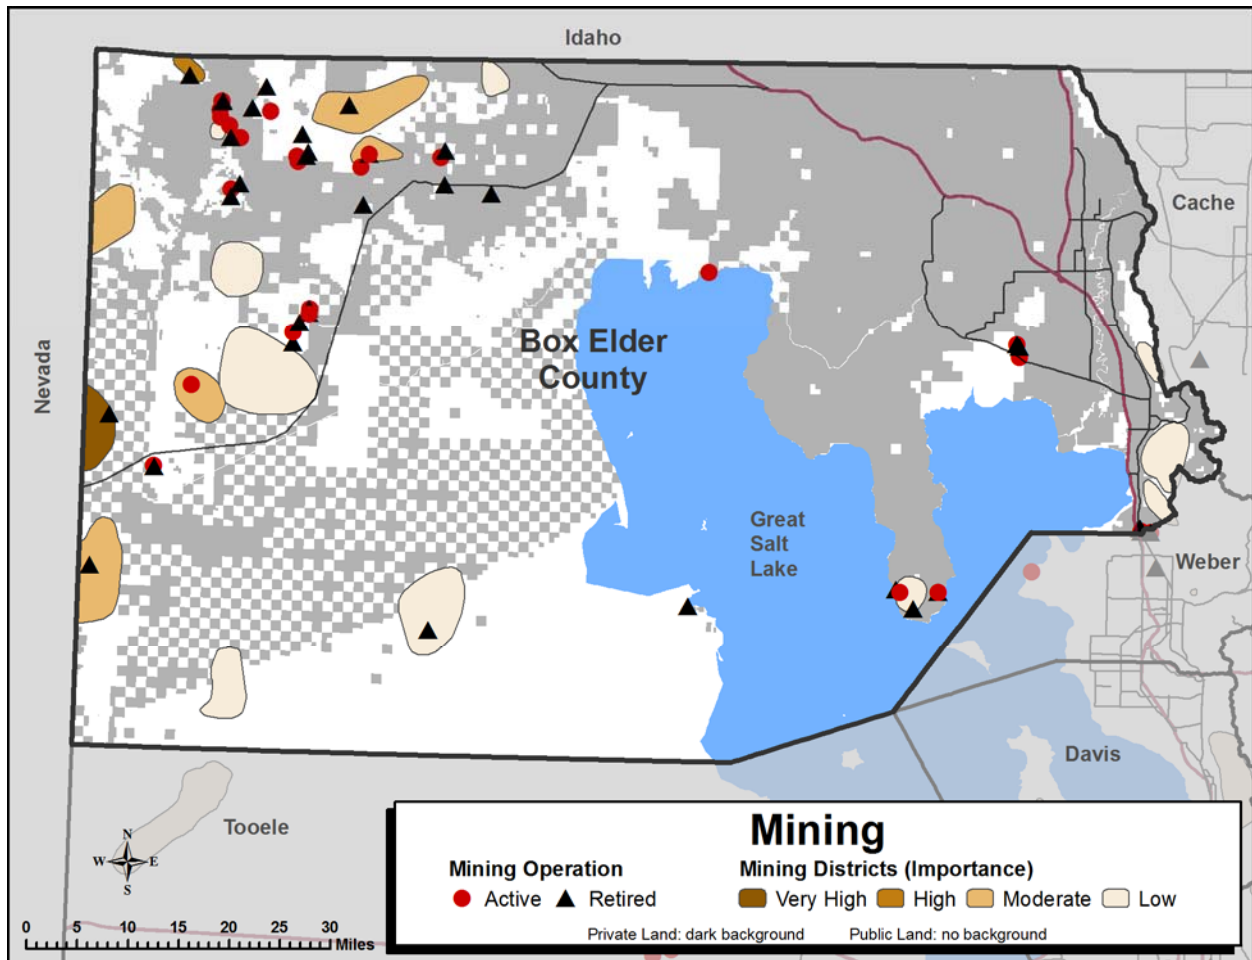 Idaho
Cache
Nevada
Box Elder
County
Great
Salt
Lake
Weber
Davis
Tooele
N
W
E
S
0
5
10
20
30
Miles
Mining
Mining Operation
Active
Retired
Mining Districts (Importance)
Very High
High
Moderate
Low
Private Land: dark background
Public Land: no background